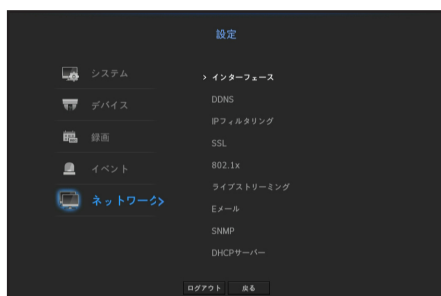 設定
システム
デバイス
録画
イベント
ネットワーク>
> インターフェース
DDNS
IPフィルタリング
SSL
802.1x
ライブストリーミング
Eメール
SNMP
DHCPサーバー
ログアウト 戻る